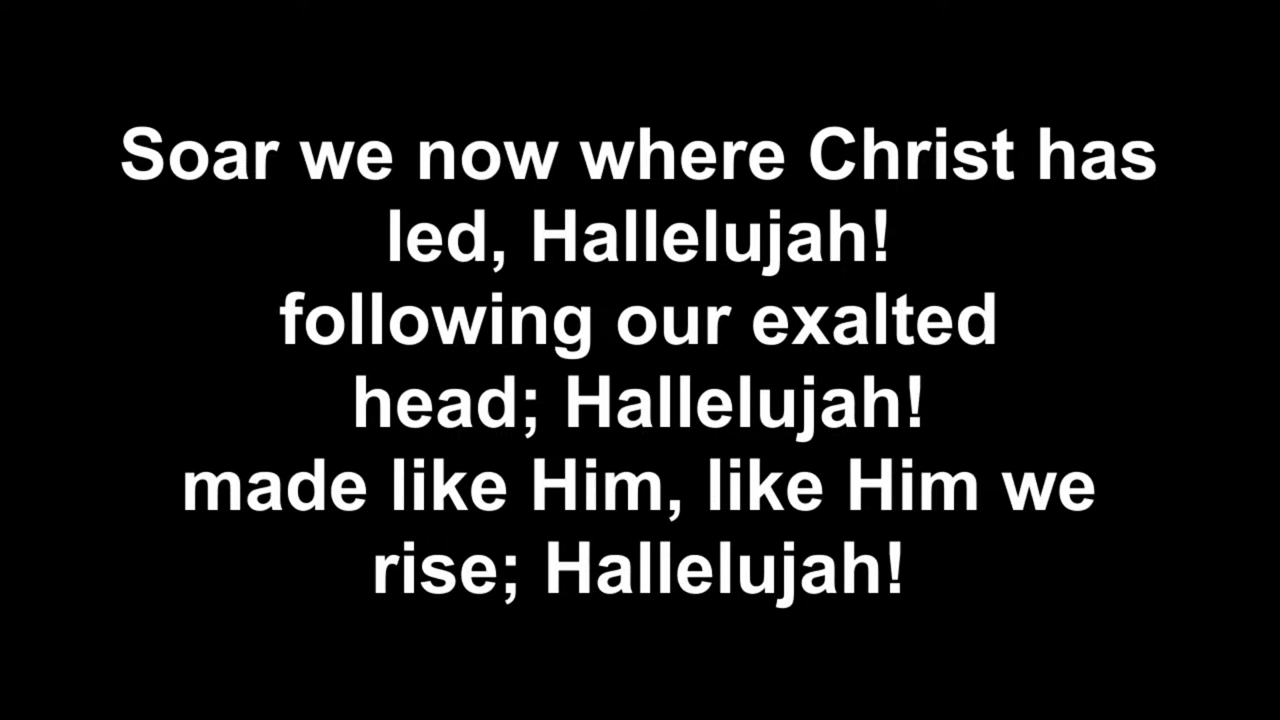 Soar we now where Christ has
led, Hallelujah!
following our exalted
head; Hallelujah!
made like Him, like Him we
rise; Hallelujah!